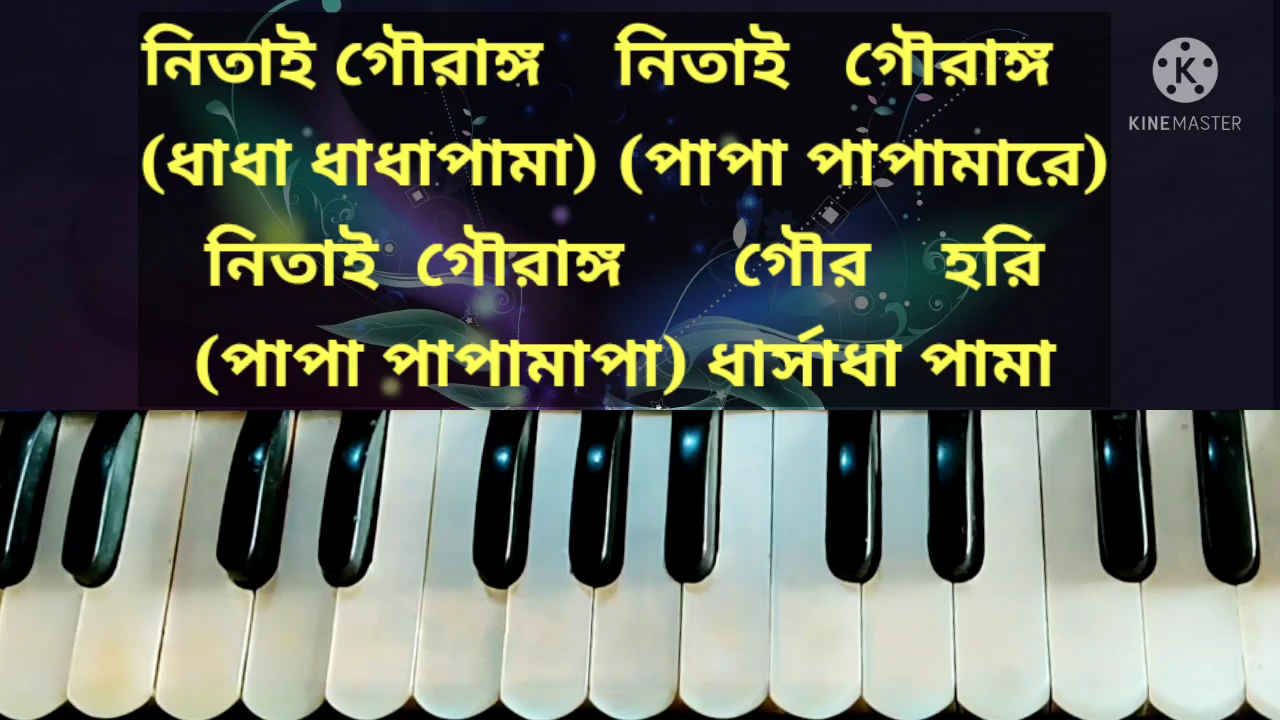 নিতাই গৌরাঙ্গ নিতাই গৌরাঙ্গ
(ধাধা ধাধাপামা) (পাপা পাপামারে)
নিতাই গৌরাঙ্গ গৌর হরি
(পাপা পাপামাপা) ধার্সাধা পামা
K
KINEMASTER